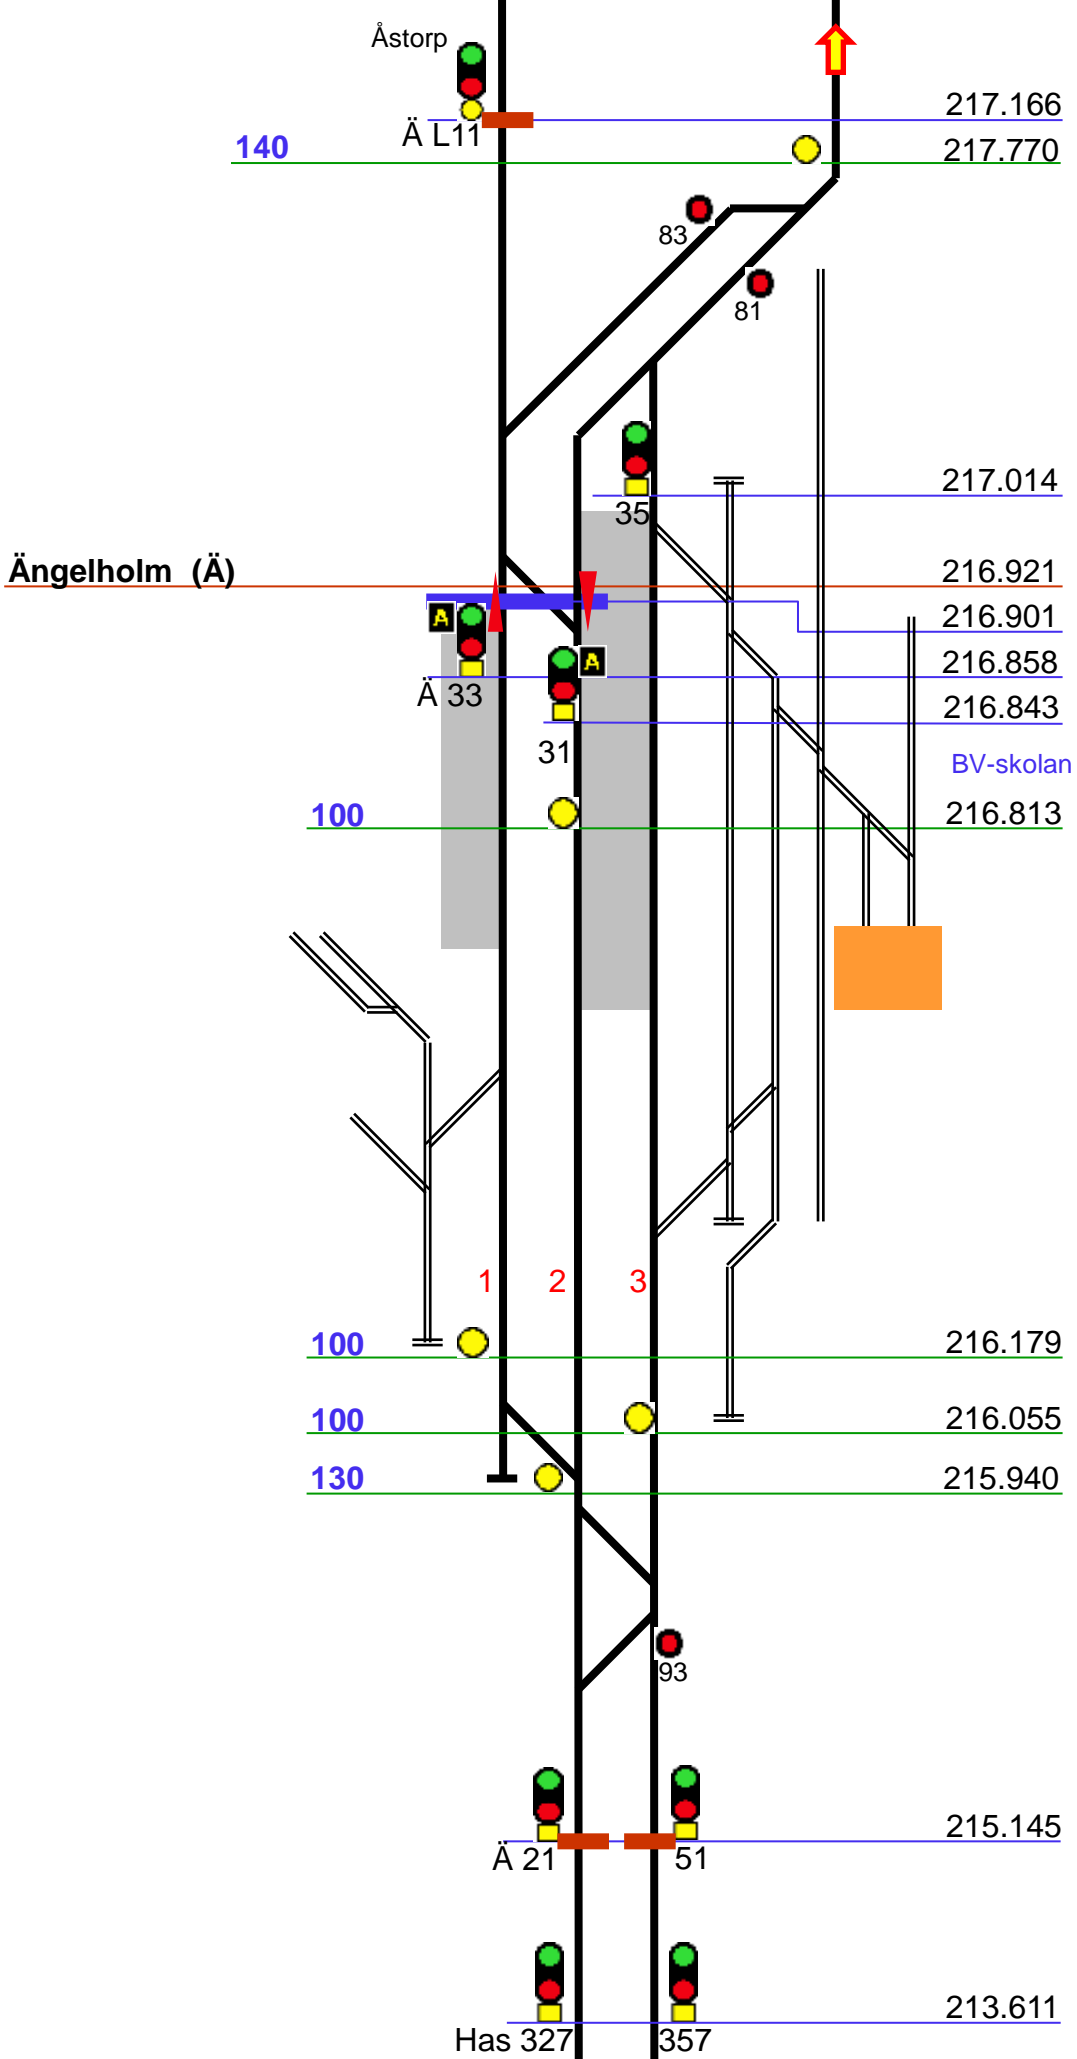 Åstorp
217.166
Ä L11
140
217.770
83
81
217.014
35
Ängelholm (Ä)
216.921
A
216.901
A
216.858
Ä 33
216.843
31
BV-skolan
100
216.813
1 2 3
100
216.179
100
216.055
130
215.940
93
215.145
Ä 21
51
213.611
Has 327
357